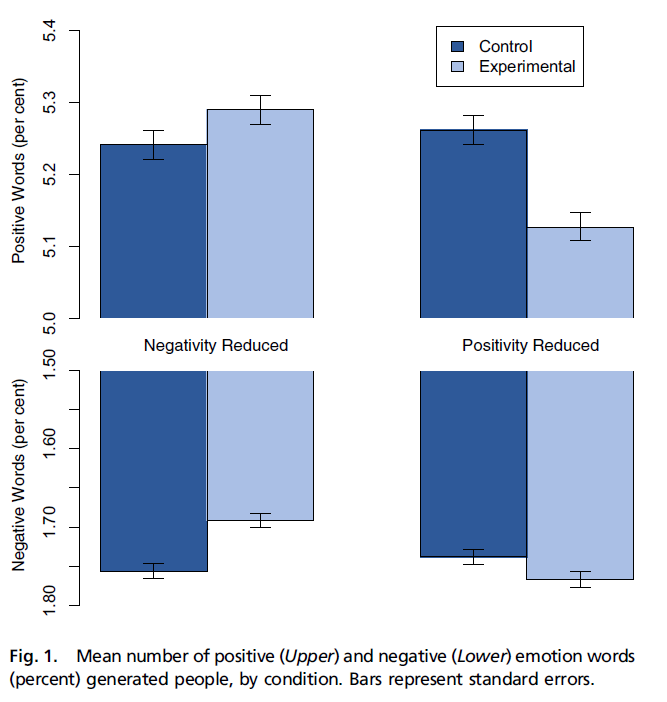 Positive Words (per cent)
5.4
5.3
5.2
5.1
5.0
Control
Experimental
Negativity Reduced
Positivity Reduced
Negative Words (per cent)
1.50
1.60
1.70
1.80
Fig. 1. Mean number of positive (Upper) and negative (Lower) emotion words
(percent) generated people, by condition. Bars represent standard errors.